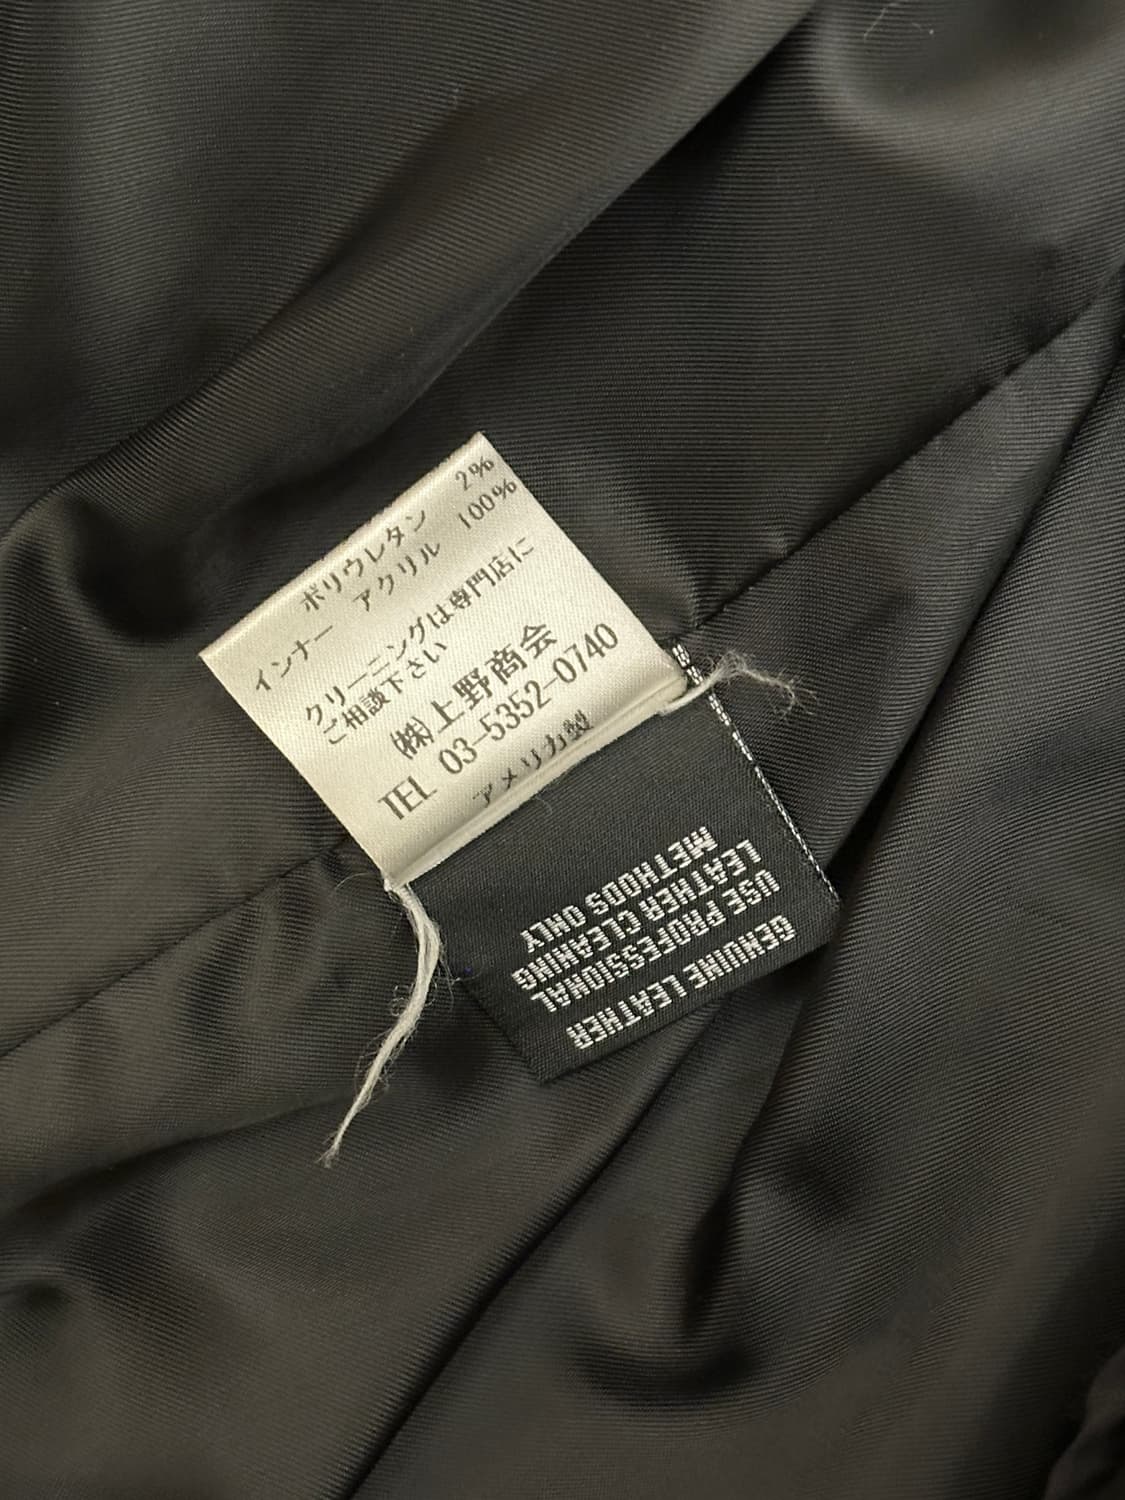 ポリウレタン 2%
インナー アクリル 100%
クリーニングは専門店に
ご相談下さい
㈱上野商会
TEL 03-5352-0740
アメリカ製
GENUINE LEATHER
USE PROFESSIONAL
LEATHER CLEANING
METHODS ONLY